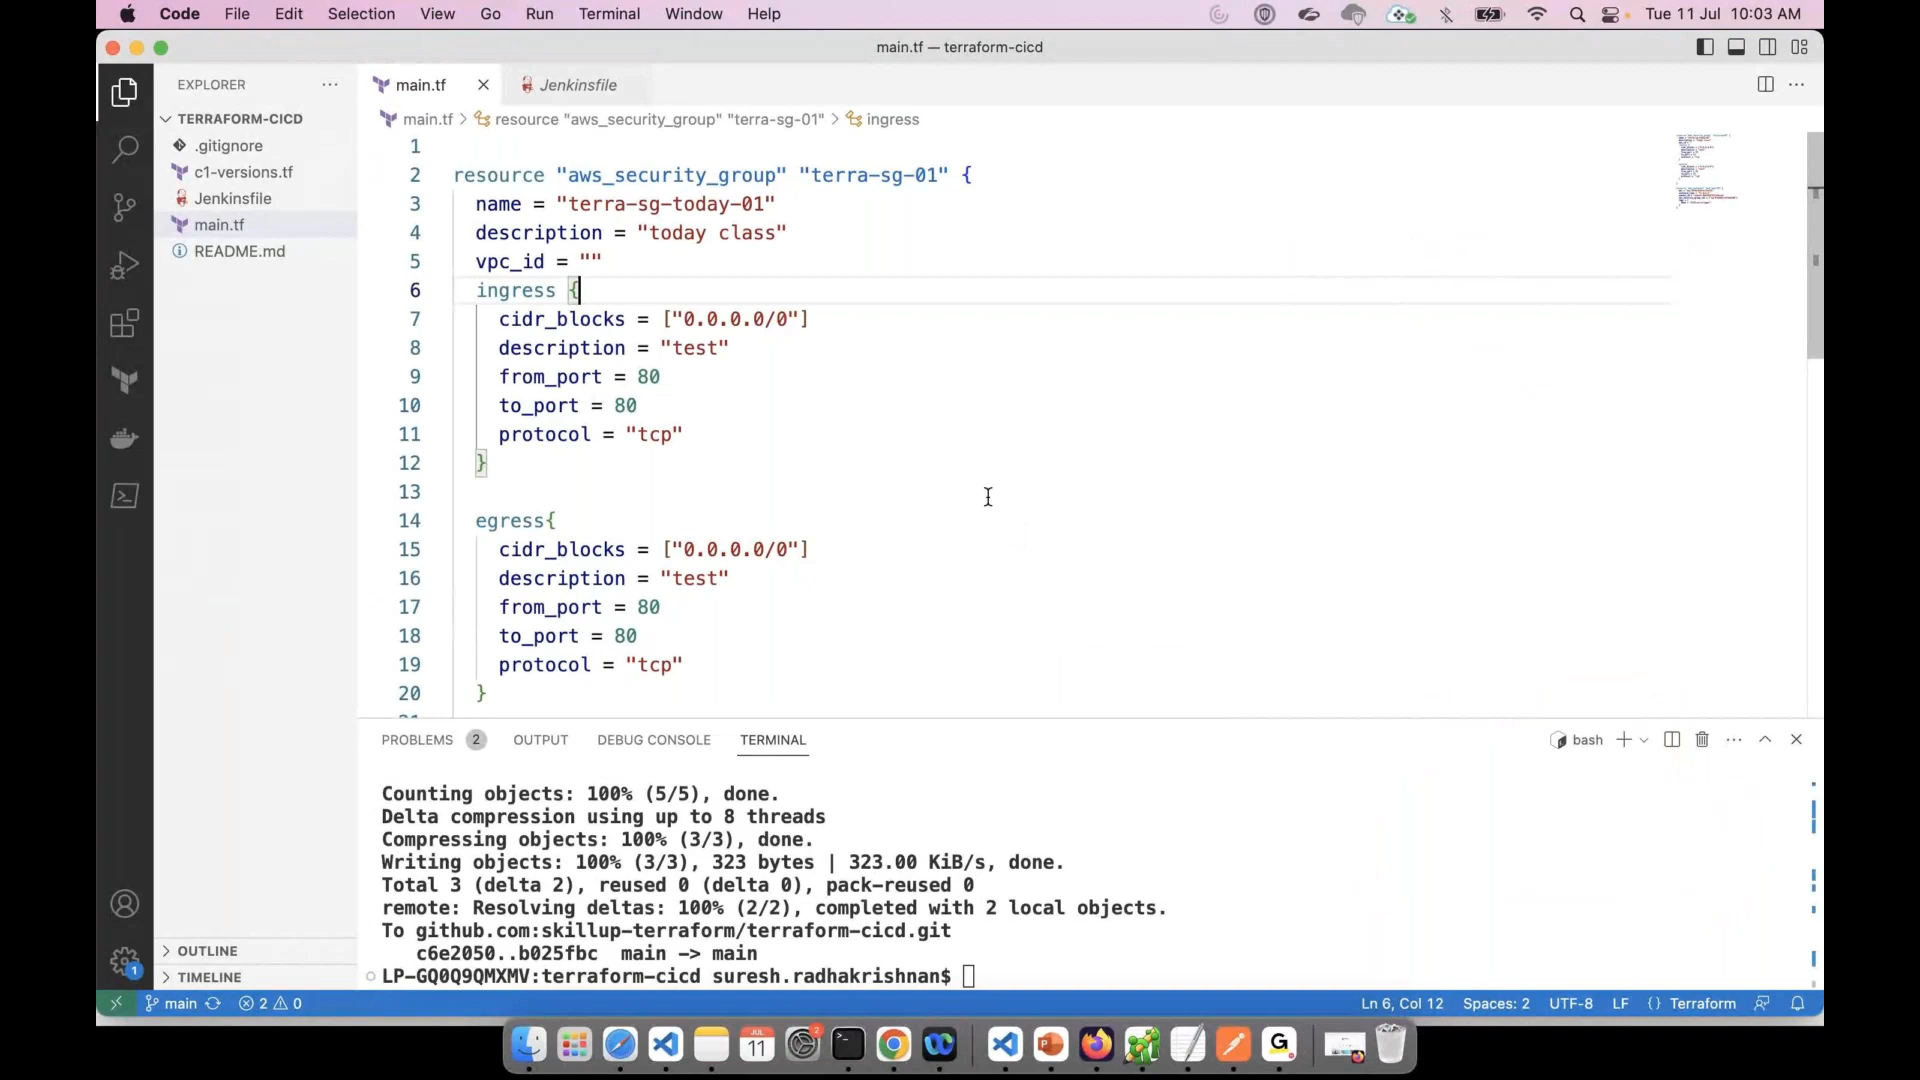 Code File Edit Selection View Go Run Terminal Window Help
2
Tue 11 Jul 10:03 AM
main.tf — terraform-cicd
EXPLORER
TERRAFORM-CICD
.gitignore
c1-versions.tf
Jenkinsfile
main.tf
README.md
OUTLINE
TIMELINE
1
main.tf
Jenkinsfile
main.tf > resource "aws_security_group" "terra-sg-01" > ingress
1
2 resource "aws_security_group" "terra-sg-01" {
3 name = "terra-sg-today-01"
4 description = "today class"
5 vpc_id = ""
6 ingress {
7 cidr_blocks = ["0.0.0.0/0"]
8 description = "test"
9 from_port = 80
10 to_port = 80
11 protocol = "tcp"
12 }
13
14 egress{
15 cidr_blocks = ["0.0.0.0/0"]
16 description = "test"
17 from_port = 80
18 to_port = 80
19 protocol = "tcp"
20 }
PROBLEMS 2 OUTPUT DEBUG CONSOLE TERMINAL
bash
Counting objects: 100% (5/5), done.
Delta compression using up to 8 threads
Compressing objects: 100% (3/3), done.
Writing objects: 100% (3/3), 323 bytes | 323.00 KiB/s, done.
Total 3 (delta 2), reused 0 (delta 0), pack-reused 0
remote: Resolving deltas: 100% (2/2), completed with 2 local objects.
To github.com:skillup-terraform/terraform-cicd.git
c6e2050..b025fbc main -> main
LP-GQ0Q9QMXMV:terraform-cicd suresh.radhakrishnan$
main 2 0
Ln 6, Col 12 Spaces: 2 UTF-8 LF {} Terraform
JUL
11
2
G